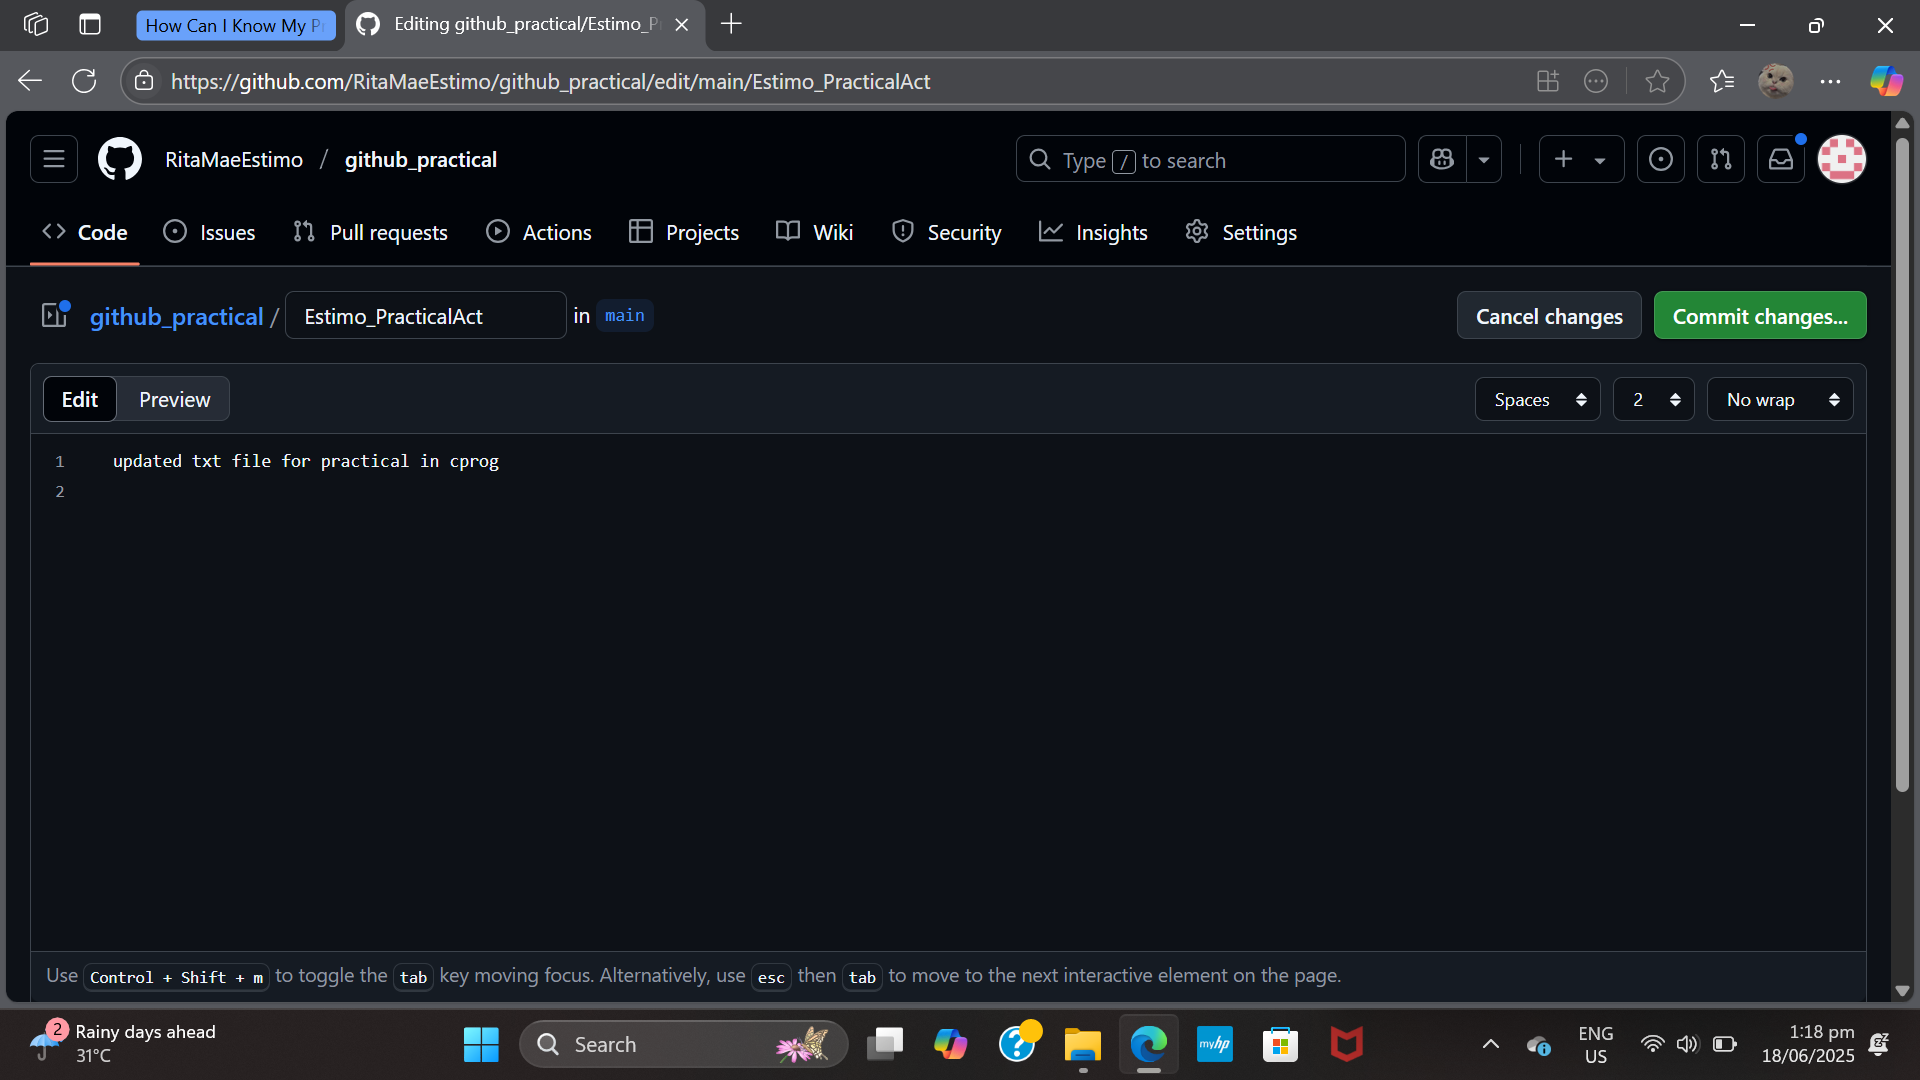 How Can I Know My P
Editing github_practical/Estimo_P
https://github.com/RitaMaeEstimo/github_practical/edit/main/Estimo_PracticalAct
RitaMaeEstimo / github_practical
Type / to search
Code Issues Pull requests Actions Projects Wiki Security Insights Settings
github_practical / Estimo_PracticalAct in main
Cancel changes Commit changes...
Edit Preview
Spaces 2 No wrap
1 updated txt file for practical in cprog
2
Use Control + Shift + m to toggle the tab key moving focus. Alternatively, use esc then tab to move to the next interactive element on the page.
2
Rainy days ahead
31°C
Search
myhp
ENG
US
1:18 pm
18/06/2025